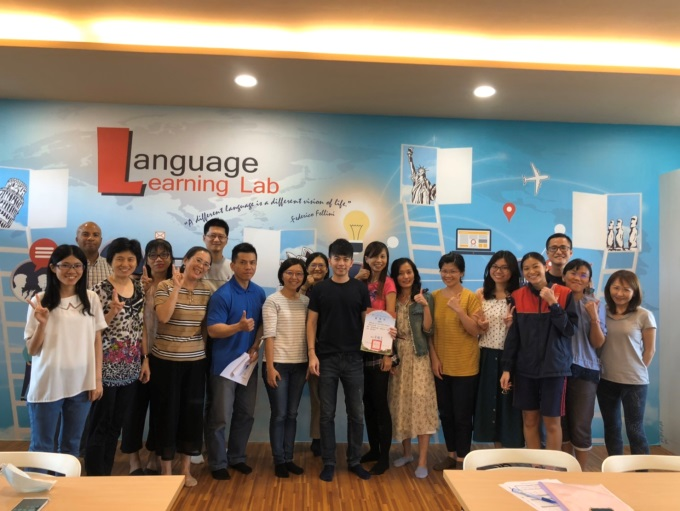 Language
Learning Lab
"A different language is a different vision of life."
Federico Fellini